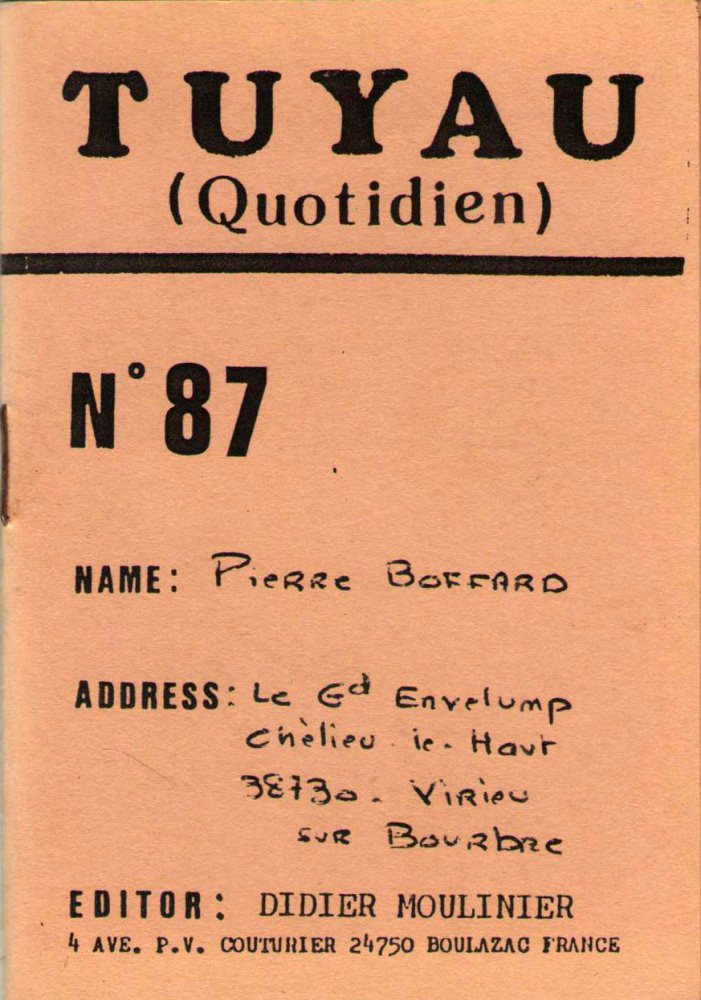 TUYAU
(Quotidien)
N° 87
NAME: Pierre BOFFARD
ADDRESS: Le Gd Envelump
Chèlieu . le . Haut
38730 . Virieu
sur Bourbre
EDITOR: DIDIER MOULINIER
4 AVE. P.V. COUTURIER 24750 BOULAZAC FRANCE